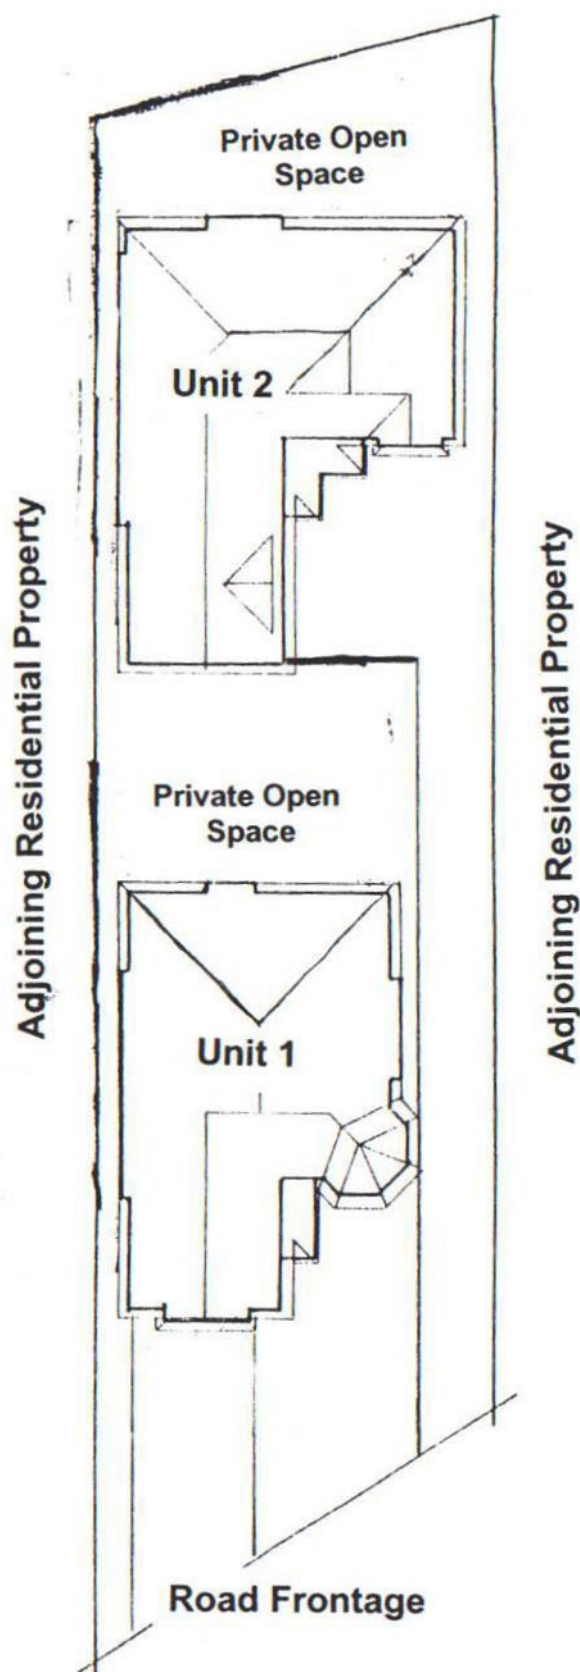 Private Open
Space
Unit 2
Adjoining Residential Property
Adjoining Residential Property
Private Open
Space
Unit 1
Road Frontage